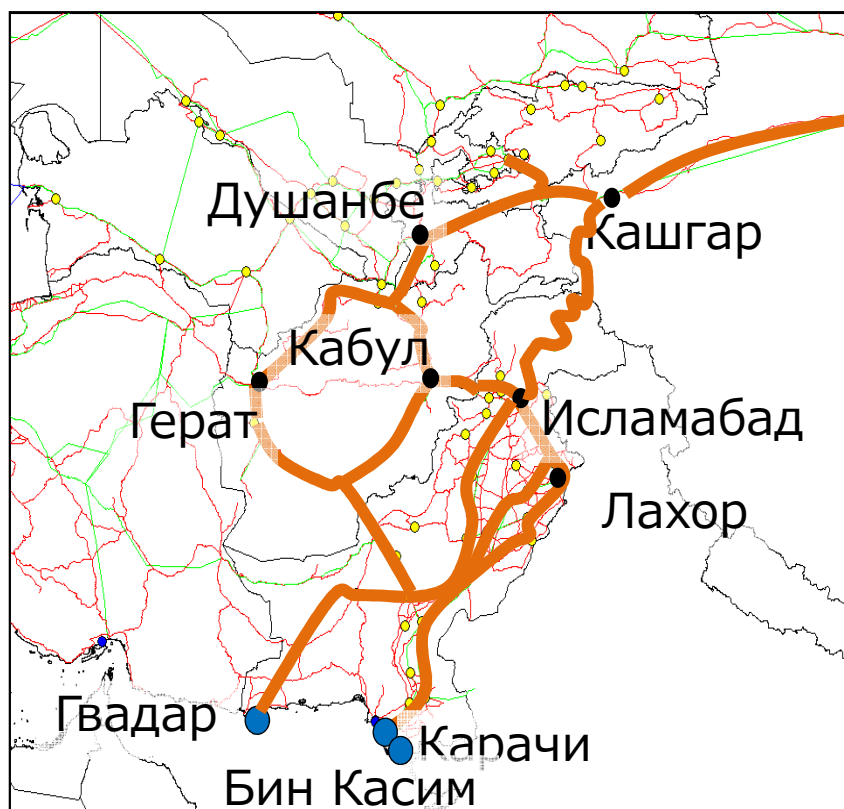 Душанбе
Кашгар
Кабул
Герат
Исламабад
Лахор
Гвадар
Карачи
Бин Касим